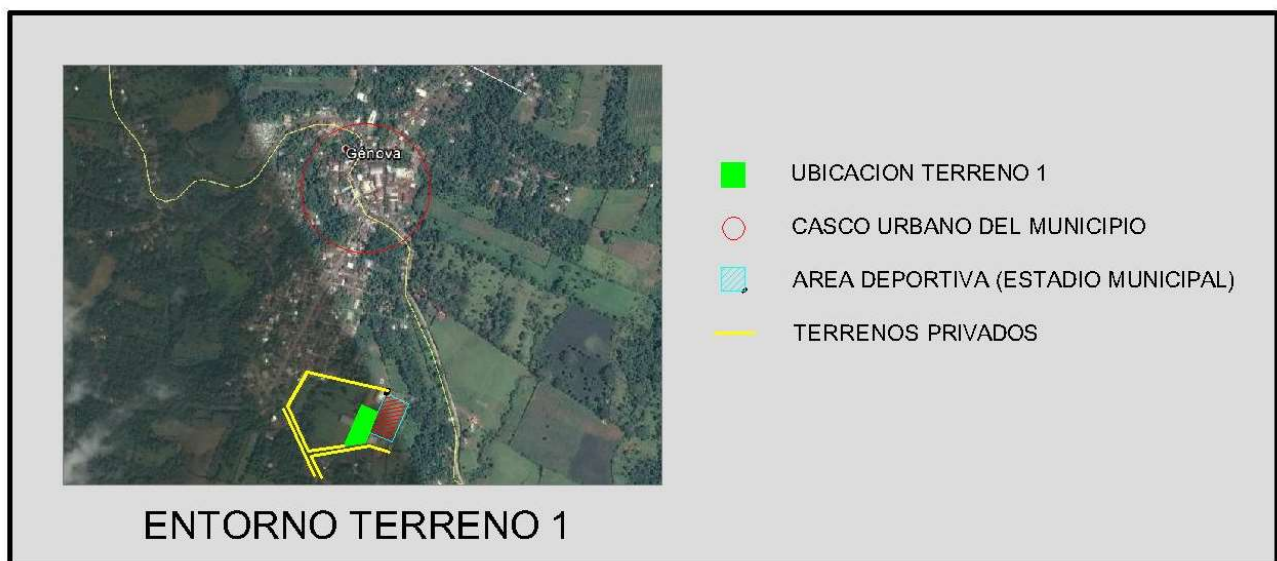 Génova
UBICACION TERRENO 1
CASCO URBANO DEL MUNICIPIO
AREA DEPORTIVA (ESTADIO MUNICIPAL)
TERRENOS PRIVADOS
ENTORNO TERRENO 1